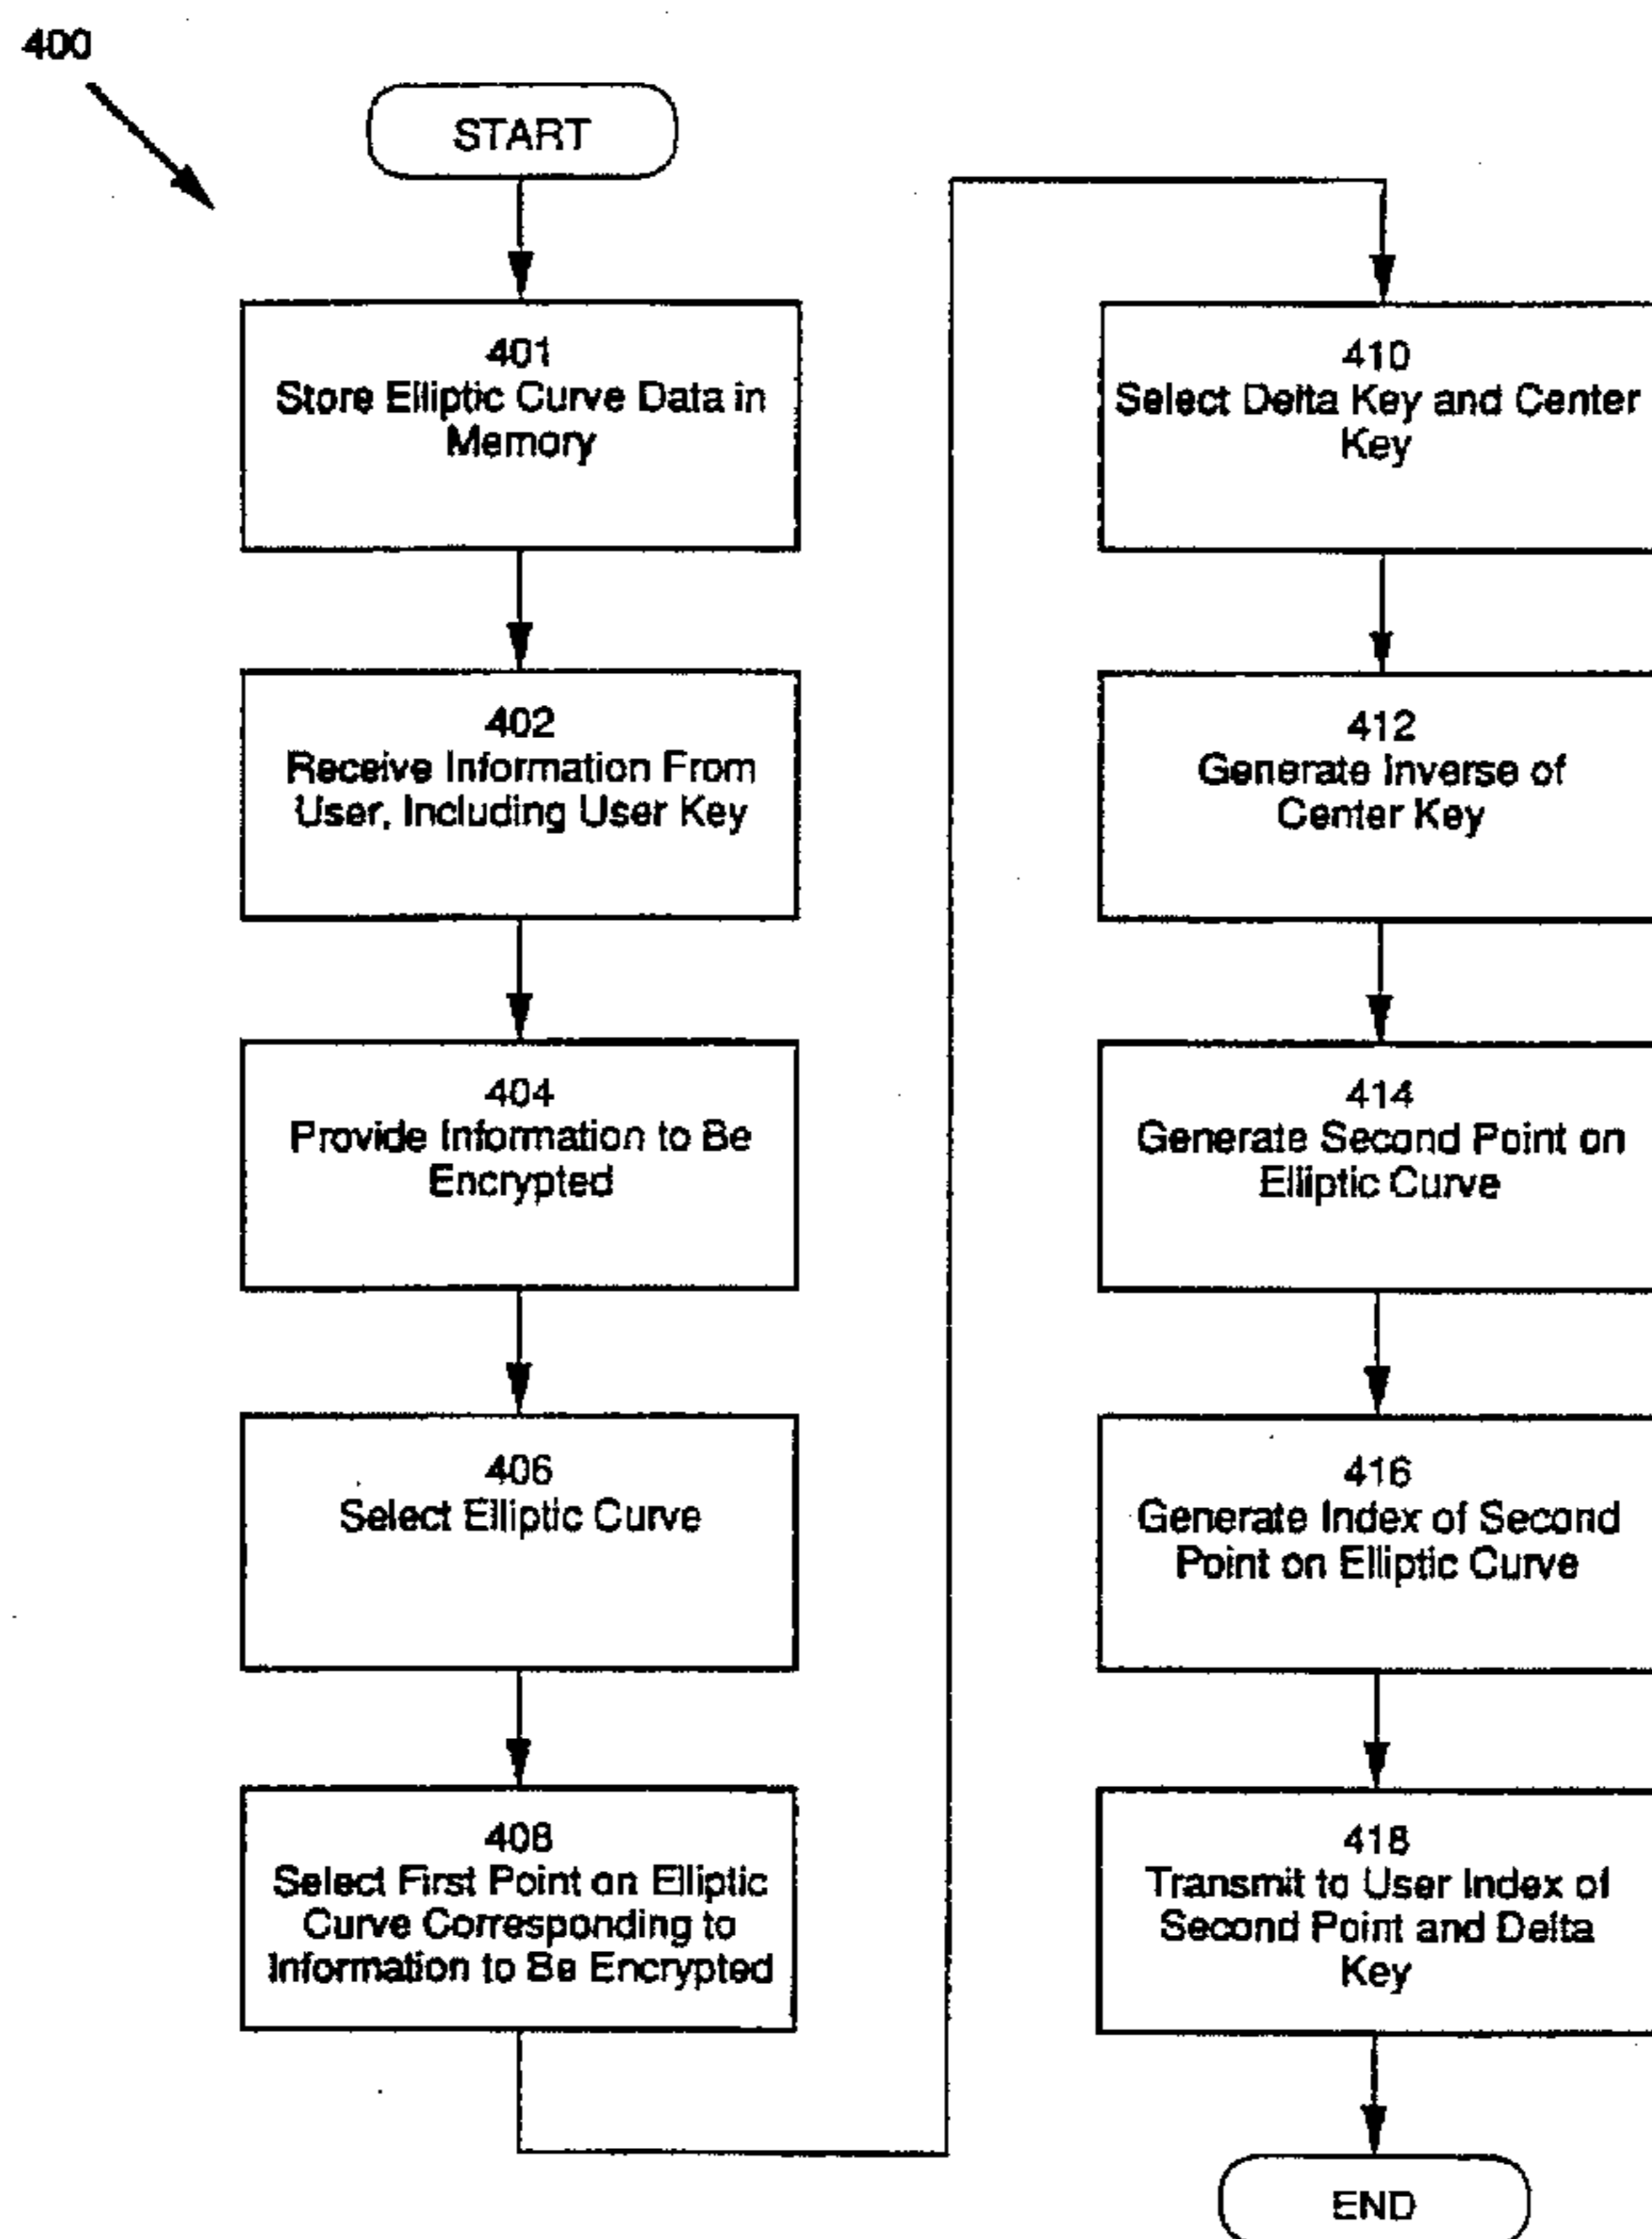 400
START
401
Store Elliptic Curve Data in
Memory
402
Receive Information From
User, Including User Key
404
Provide Information to Be
Encrypted
406
Select Elliptic Curve
408
Select First Point on Elliptic
Curve Corresponding to
Information to Be Encrypted
410
Select Delta Key and Center
Key
412
Generate Inverse of
Center Key
414
Generate Second Point on
Elliptic Curve
416
Generate Index of Second
Point on Elliptic Curve
418
Transmit to User Index of
Second Point and Delta
Key
END